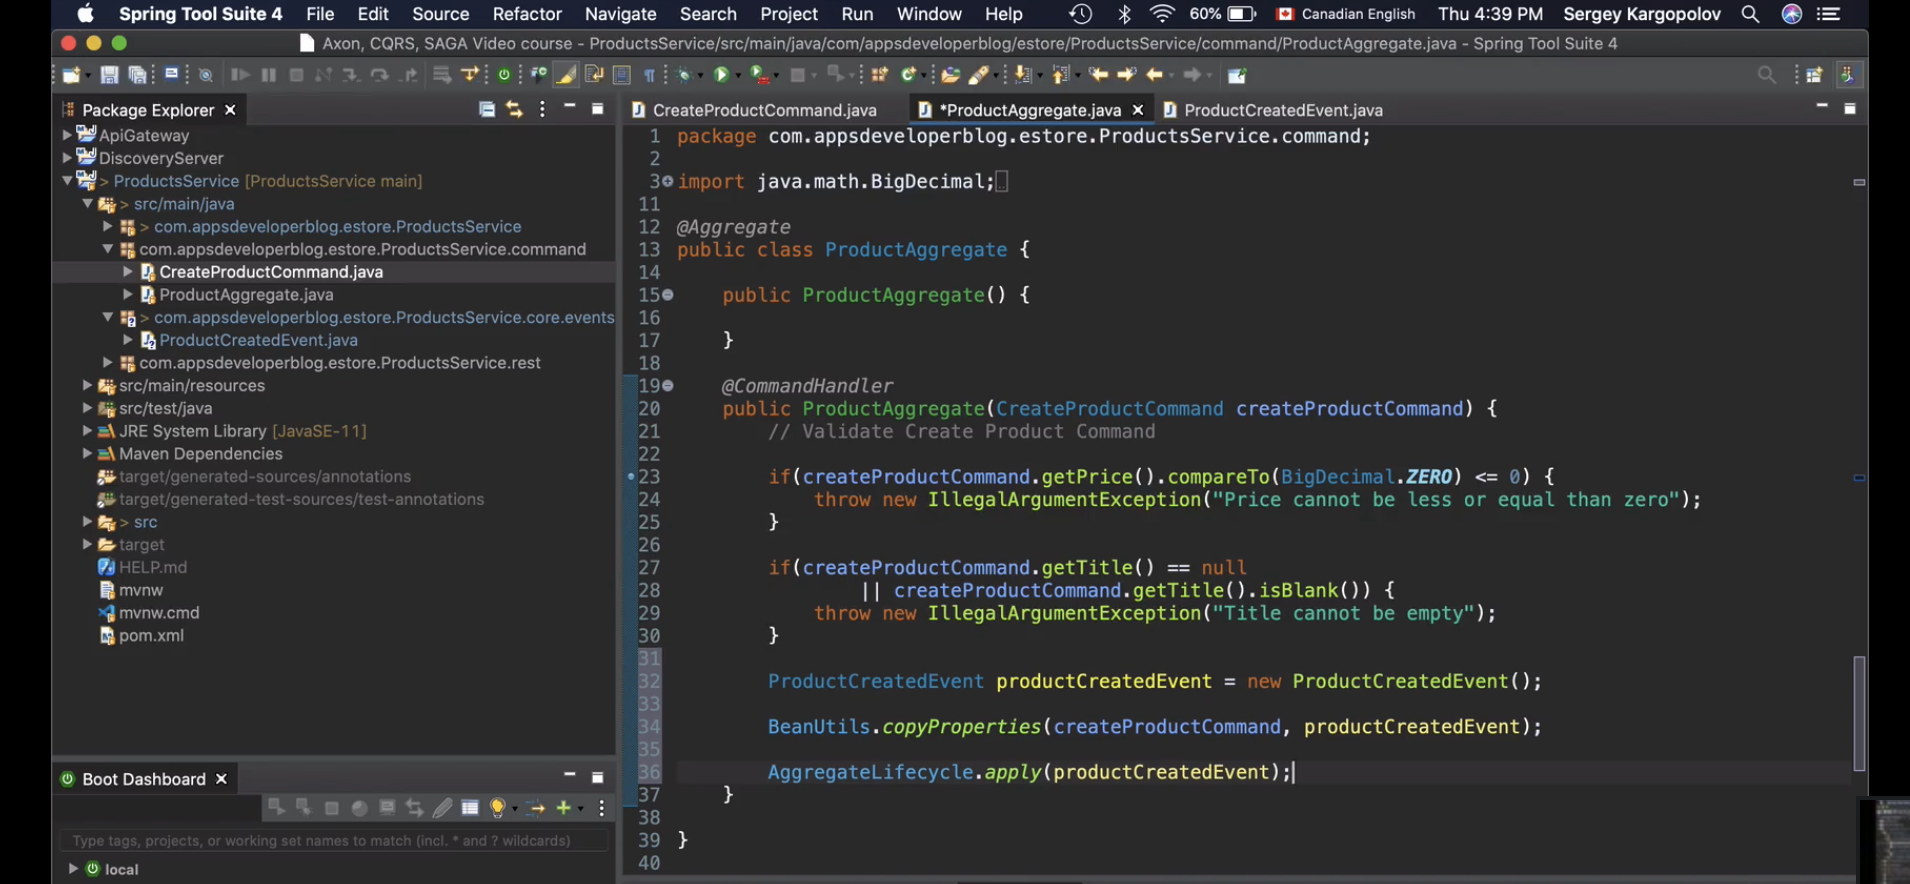 Spring Tool Suite 4 File Edit Source Refactor Navigate Search Project Run Window Help 60% Canadian English Thu 4:39 PM Sergey Kargopolov
Axon, CQRS, SAGA Video course - ProductsService/src/main/java/com/appsdeveloperblog/estore/ProductsService/command/ProductAggregate.java - Spring Tool Suite 4
Package Explorer
ApiGateway
DiscoveryServer
> ProductsService [ProductsService main]
> src/main/java
> com.appsdeveloperblog.estore.ProductsService
com.appsdeveloperblog.estore.ProductsService.command
CreateProductCommand.java
ProductAggregate.java
> com.appsdeveloperblog.estore.ProductsService.core.events
ProductCreatedEvent.java
com.appsdeveloperblog.estore.ProductsService.rest
src/main/resources
src/test/java
JRE System Library [JavaSE-11]
Maven Dependencies
target/generated-sources/annotations
target/generated-test-sources/test-annotations
> src
target
HELP.md
mvnw
mvnw.cmd
pom.xml
Boot Dashboard
Type tags, projects, or working set names to match (incl. * and ? wildcards)
local
CreateProductCommand.java *ProductAggregate.java ProductCreatedEvent.java
1 package com.appsdeveloperblog.estore.ProductsService.command;
2
3 import java.math.BigDecimal;
11
12 @Aggregate
13 public class ProductAggregate {
14
15 public ProductAggregate() {
16
17 }
18
19 @CommandHandler
20 public ProductAggregate(CreateProductCommand createProductCommand) {
21 // Validate Create Product Command
22
23 if(createProductCommand.getPrice().compareTo(BigDecimal.ZERO) <= 0) {
24 throw new IllegalArgumentException("Price cannot be less or equal than zero");
25 }
26
27 if(createProductCommand.getTitle() == null
28 || createProductCommand.getTitle().isBlank()) {
29 throw new IllegalArgumentException("Title cannot be empty");
30 }
31
32 ProductCreatedEvent productCreatedEvent = new ProductCreatedEvent();
33
34 BeanUtils.copyProperties(createProductCommand, productCreatedEvent);
35
36 AggregateLifecycle.apply(productCreatedEvent);
37 }
38
39 }
40